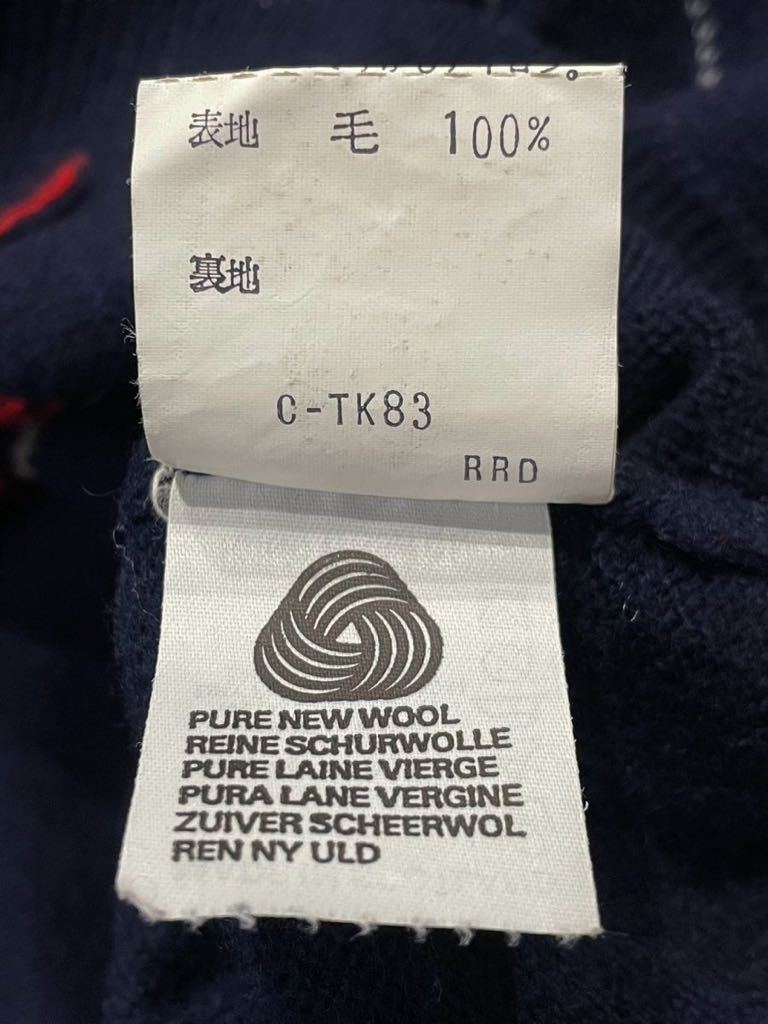 表地 毛 100%
裏地
C-TK83
RRD
PURE NEW WOOL
REINE SCHURWOLLE
PURE LAINE VIERGE
PURA LANE VERGINE
ZUIVER SCHEERWOL
REN NY ULD